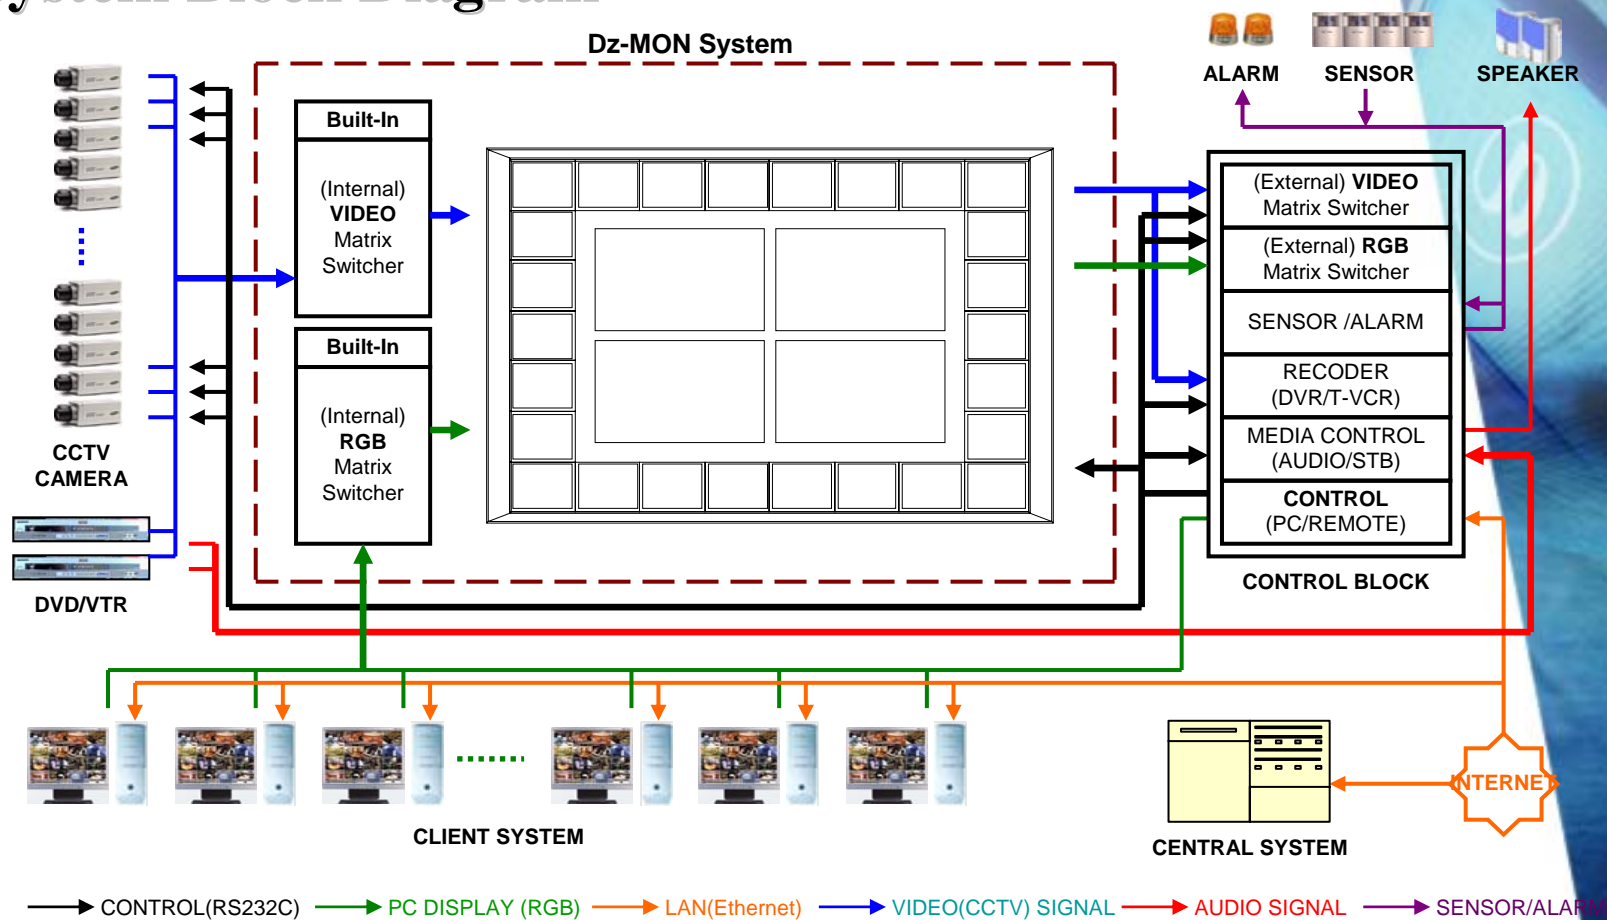 System Block Diagram
Dz-MON System
ALARM
SENSOR
SPEAKER
Built-In
(Internal)
VIDEO
Matrix
Switcher
Built-In
(Internal)
RGB
Matrix
Switcher
(External) VIDEO
Matrix Switcher
(External) RGB
Matrix Switcher
SENSOR /ALARM
RECODER
(DVR/T-VCR)
MEDIA CONTROL
(AUDIO/STB)
CONTROL
(PC/REMOTE)
CONTROL BLOCK
CCTV
CAMERA
DVD/VTR
CLIENT SYSTEM
CENTRAL SYSTEM
INTERNET
CONTROL(RS232C)
PC DISPLAY (RGB)
LAN(Ethernet)
VIDEO(CCTV) SIGNAL
AUDIO SIGNAL
SENSOR/ALARM